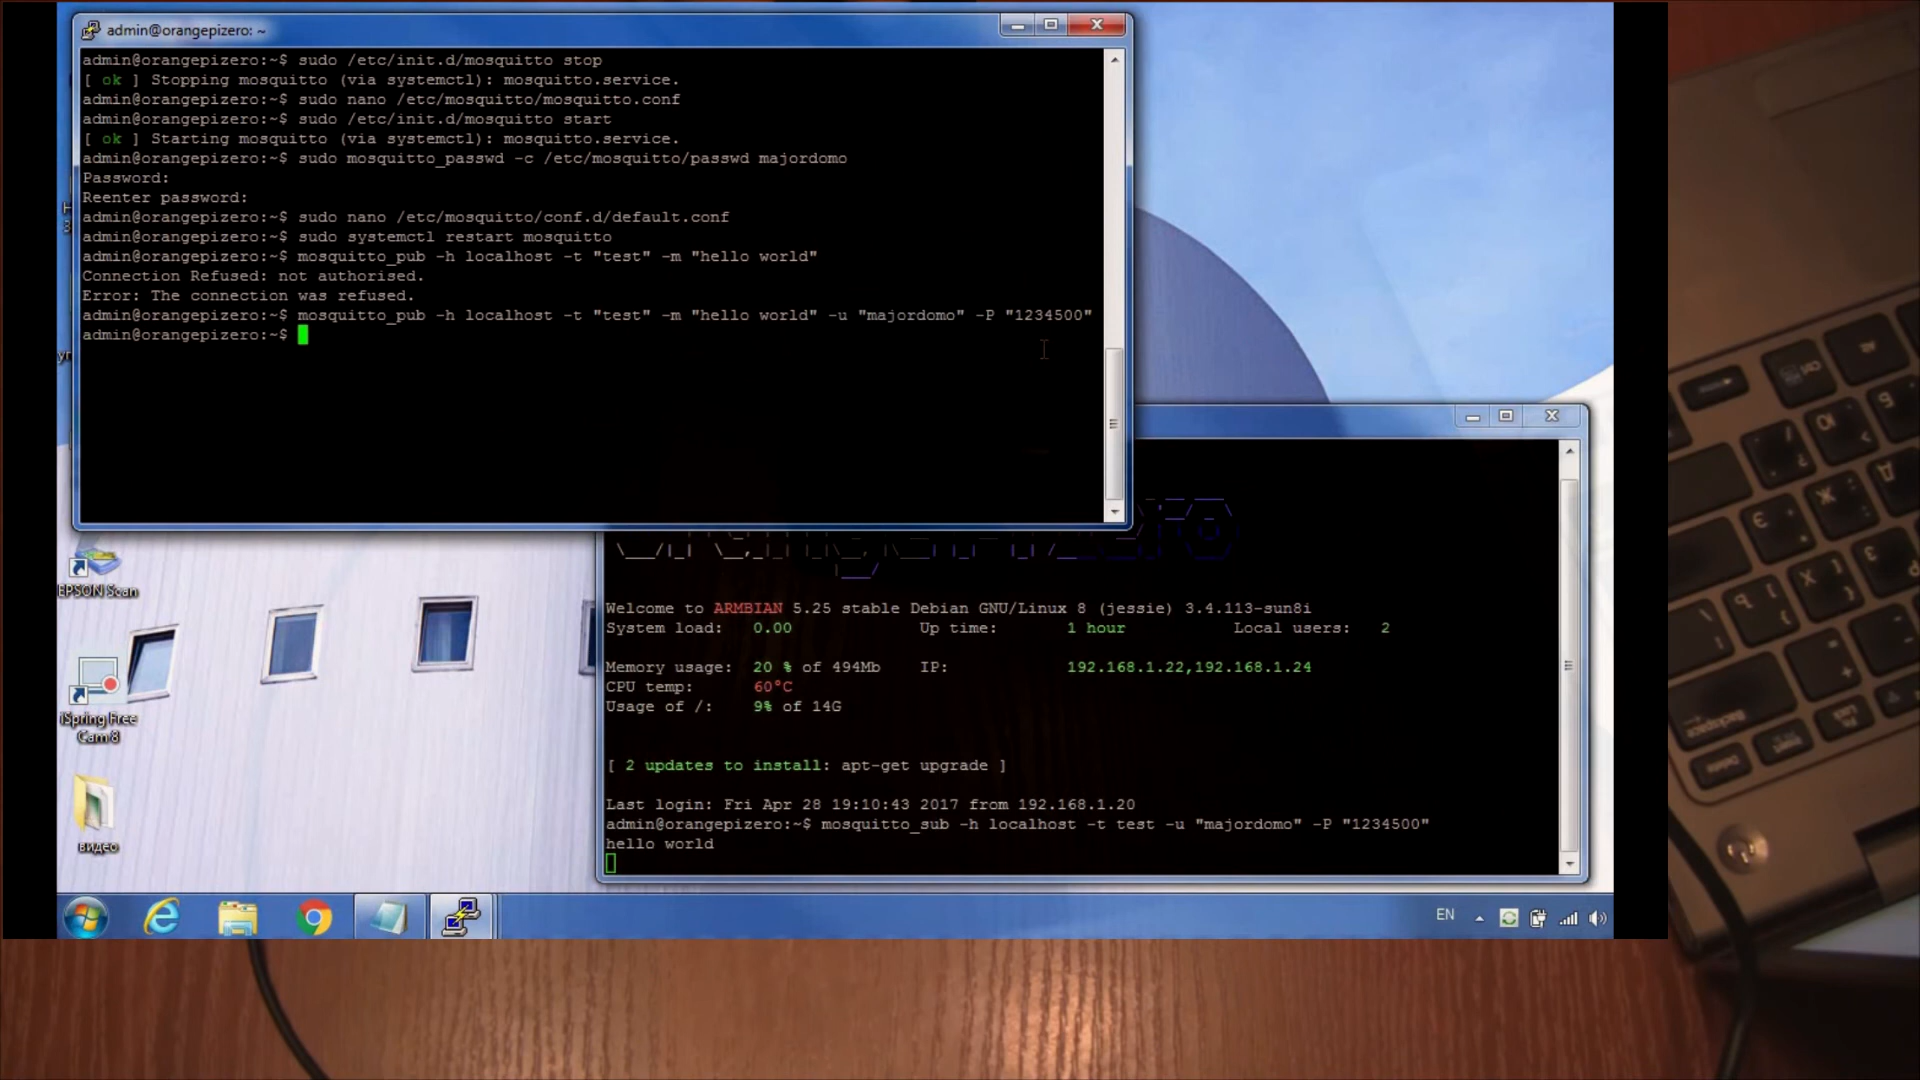 admin@orangepizero: ~
admin@orangepizero:~$ sudo /etc/init.d/mosquitto stop
[ ok ] Stopping mosquitto (via systemctl): mosquitto.service.
admin@orangepizero:~$ sudo nano /etc/mosquitto/mosquitto.conf
admin@orangepizero:~$ sudo /etc/init.d/mosquitto start
[ ok ] Starting mosquitto (via systemctl): mosquitto.service.
admin@orangepizero:~$ sudo mosquitto_passwd -c /etc/mosquitto/passwd majordomo
Password:
Reenter password:
admin@orangepizero:~$ sudo nano /etc/mosquitto/conf.d/default.conf
admin@orangepizero:~$ sudo systemctl restart mosquitto
admin@orangepizero:~$ mosquitto_pub -h localhost -t "test" -m "hello world"
Connection Refused: not authorised.
Error: The connection was refused.
admin@orangepizero:~$ mosquitto_pub -h localhost -t "test" -m "hello world" -u "majordomo" -P "1234500"
admin@orangepizero:~$
Welcome to ARMBIAN 5.25 stable Debian GNU/Linux 8 (jessie) 3.4.113-sun8i
System load: 0.00 Up time: 1 hour Local users: 2
Memory usage: 20 % of 494Mb IP: 192.168.1.22,192.168.1.24
CPU temp: 60°C
Usage of /: 9% of 14G
[ 2 updates to install: apt-get upgrade ]
Last login: Fri Apr 28 19:10:43 2017 from 192.168.1.20
admin@orangepizero:~$ mosquitto_sub -h localhost -t test -u "majordomo" -P "1234500"
hello world
EPSON Scan
iSpring Free
Cam 8
видео
EN